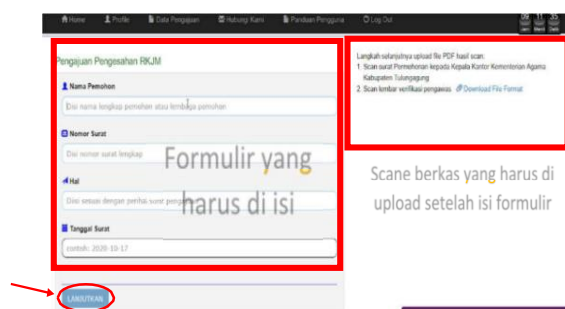 Home Profile Data Pengajuan Hubungi Kami Panduan Pengguna Log Out 09 11 35
Jam Menit Detik
Pengajuan Pengesahan RKJM
Nama Pemohon
Diisi nama lengkap pemohon atau lembaga pemohon
Nomor Surat
Diisi nomor surat lengkap
Hal
Diisi sesuai dengan perihal surat
Tanggal Surat
contoh: 2020-10-17
LANJUTKAN
Formulir yang
harus di isi
Langkah selanjutnya upload file PDF hasil scan:
1. Scan surat Permohonan kepada Kepala Kantor Kementerian Agama
Kabupaten Tulungagung
2. Scan lembar verifikasi pengawas. Download File Format
Scane berkas yang harus di
upload setelah isi formulir